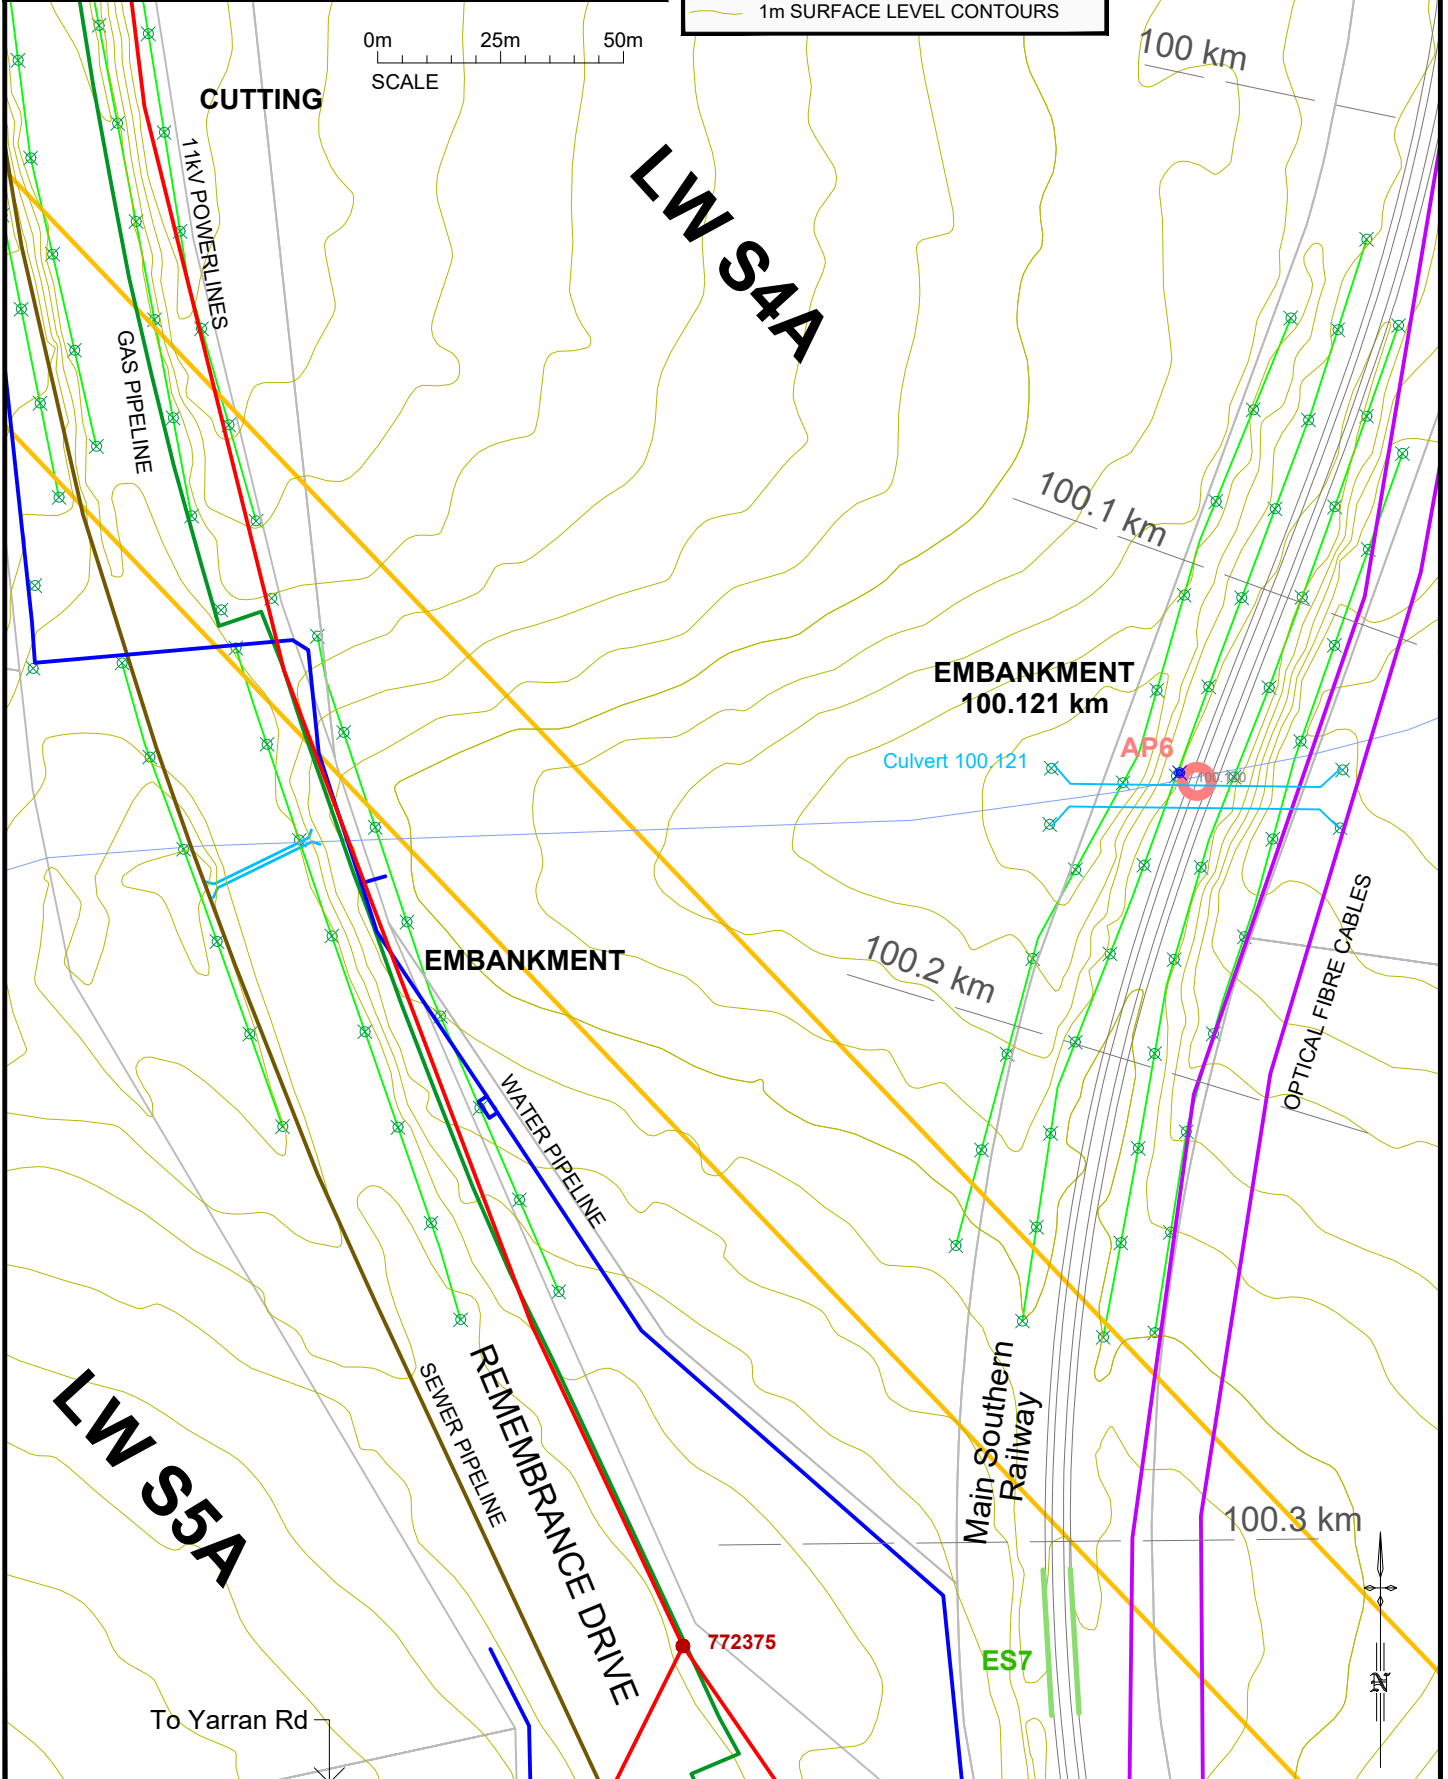 1m SURFACE LEVEL CONTOURS
0m 25m 50m
SCALE
100 km
CUTTING
11kV POWERLINES
LW S4A
GAS PIPELINE
100.1 km
EMBANKMENT
100.121 km
AP6
Culvert 100.121
EMBANKMENT
100.2 km
OPTICAL FIBRE CABLES
WATER PIPELINE
Main Southern
Railway
REMEMBRANCE DRIVE
SEWER PIPELINE
LW S5A
100.3 km
772375
ES7
N
To Yarran Rd